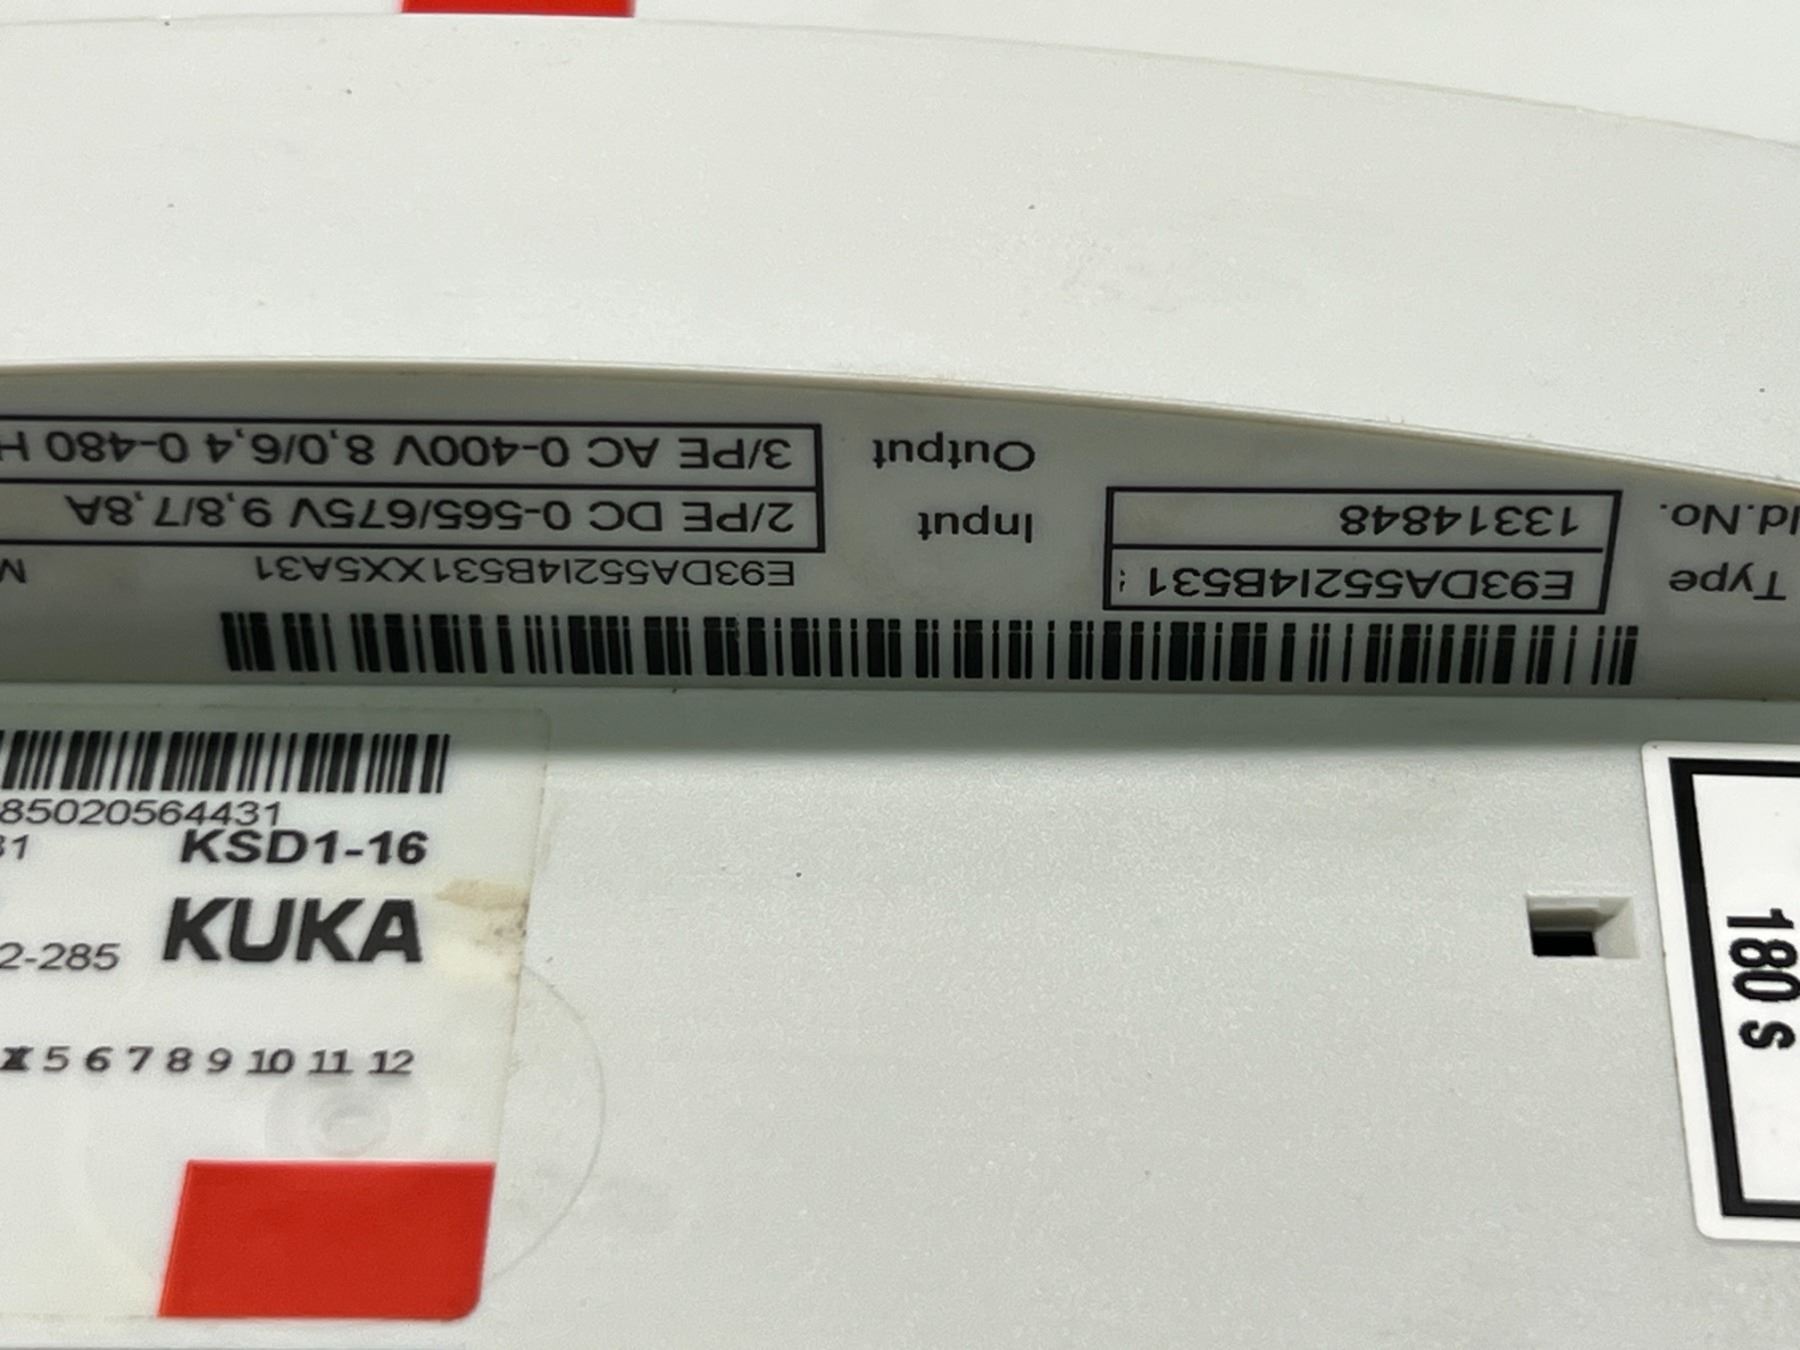 Type E93DA552I4B531
Id.No. 13314848
Input 2/PE DC 0-565/675V 9,8/7,8A
Output 3/PE AC 0-400V 8,0/6,4 0-480 H
E93DA552I4B531XX5A31
85020564431
31 KSD1-16
2-285 KUKA
5 6 7 8 9 10 11 12
180 s